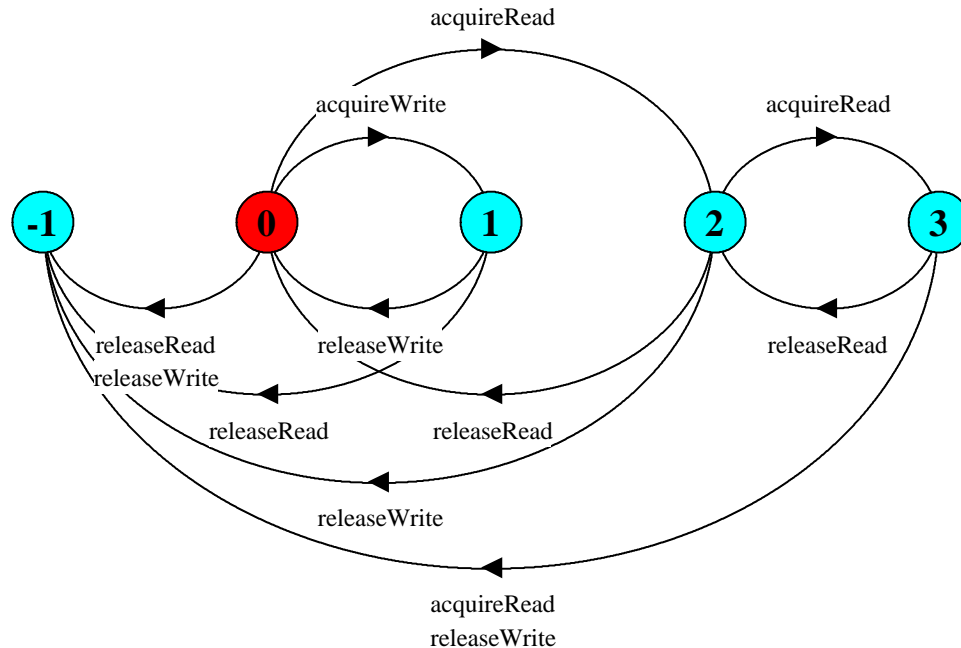 acquireRead
acquireWrite
acquireRead
-1
0
1
2
3
releaseRead
releaseWrite
releaseRead
releaseWrite
releaseRead
releaseRead
releaseWrite
acquireRead
releaseWrite